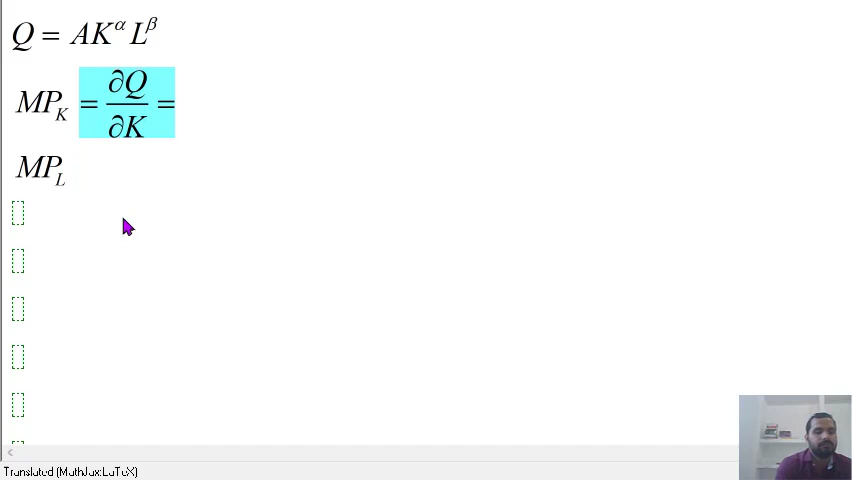 Q = AK^α L^β
MP_K = ∂Q/∂K =
MP_L
Translated (MathJax:LaTeX)